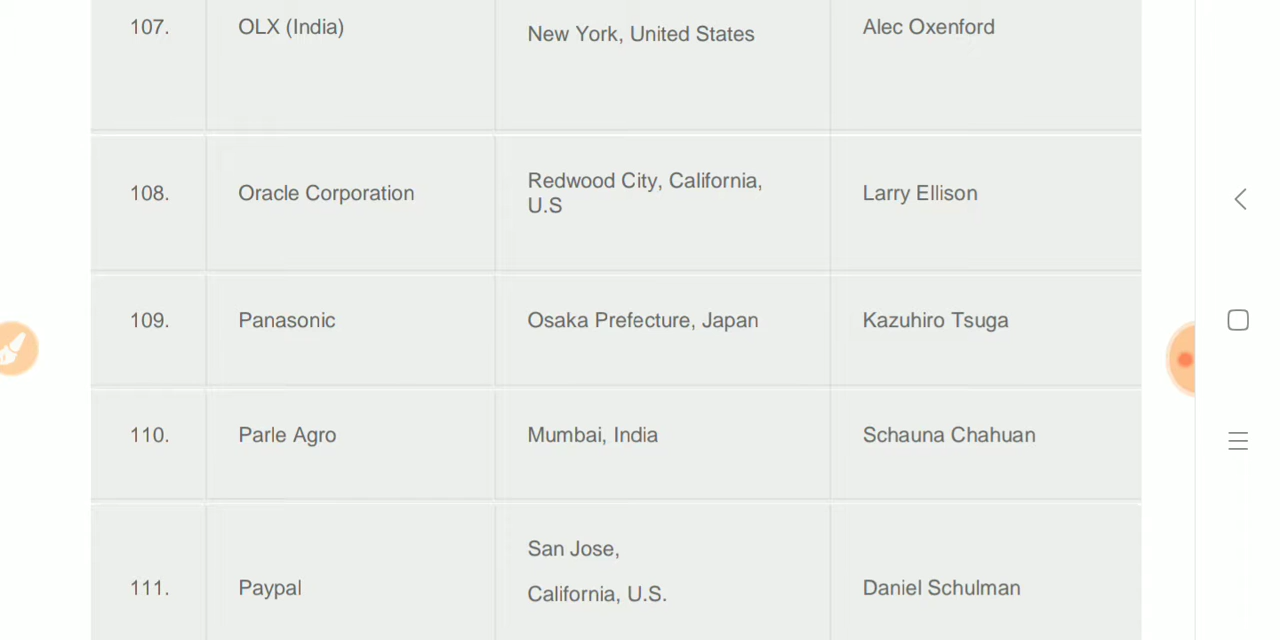 107. OLX (India) New York, United States Alec Oxenford
108. Oracle Corporation Redwood City, California, U.S Larry Ellison
109. Panasonic Osaka Prefecture, Japan Kazuhiro Tsuga
110. Parle Agro Mumbai, India Schauna Chahuan
111. Paypal San Jose, California, U.S. Daniel Schulman